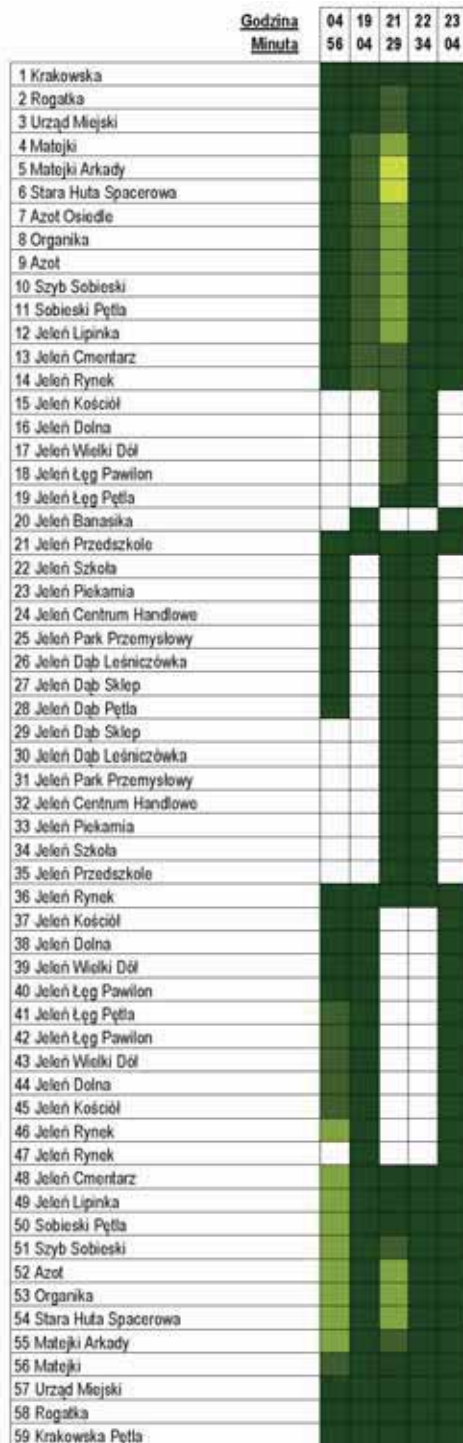 Godzina 04 19 21 22 23
Minuta 56 04 29 34 04
1 Krakowska
2 Rogatka
3 Urząd Miejski
4 Matejki
5 Matejki Arkady
6 Stara Huta Spacerowa
7 Azot Osiedle
8 Organika
9 Azot
10 Szyb Sobieski
11 Sobieski Pętla
12 Jeleń Lipinka
13 Jeleń Cmentarz
14 Jeleń Rynek
15 Jeleń Kościół
16 Jeleń Dolna
17 Jeleń Wielki Dół
18 Jeleń Łęg Pawilon
19 Jeleń Łęg Pętla
20 Jeleń Banasika
21 Jeleń Przedszkole
22 Jeleń Szkoła
23 Jeleń Piekarnia
24 Jeleń Centrum Handlowe
25 Jeleń Park Przemysłowy
26 Jeleń Dąb Leśniczówka
27 Jeleń Dąb Sklep
28 Jeleń Dąb Pętla
29 Jeleń Dąb Sklep
30 Jeleń Dąb Leśniczówka
31 Jeleń Park Przemysłowy
32 Jeleń Centrum Handlowe
33 Jeleń Piekarnia
34 Jeleń Szkoła
35 Jeleń Przedszkole
36 Jeleń Rynek
37 Jeleń Kościół
38 Jeleń Dolna
39 Jeleń Wielki Dół
40 Jeleń Łęg Pawilon
41 Jeleń Łęg Pętla
42 Jeleń Łęg Pawilon
43 Jeleń Wielki Dół
44 Jeleń Dolna
45 Jeleń Kościół
46 Jeleń Rynek
47 Jeleń Rynek
48 Jeleń Cmentarz
49 Jeleń Lipinka
50 Sobieski Pętla
51 Szyb Sobieski
52 Azot
53 Organika
54 Stara Huta Spacerowa
55 Matejki Arkady
56 Matejki
57 Urząd Miejski
58 Rogatka
59 Krakowska Pętla